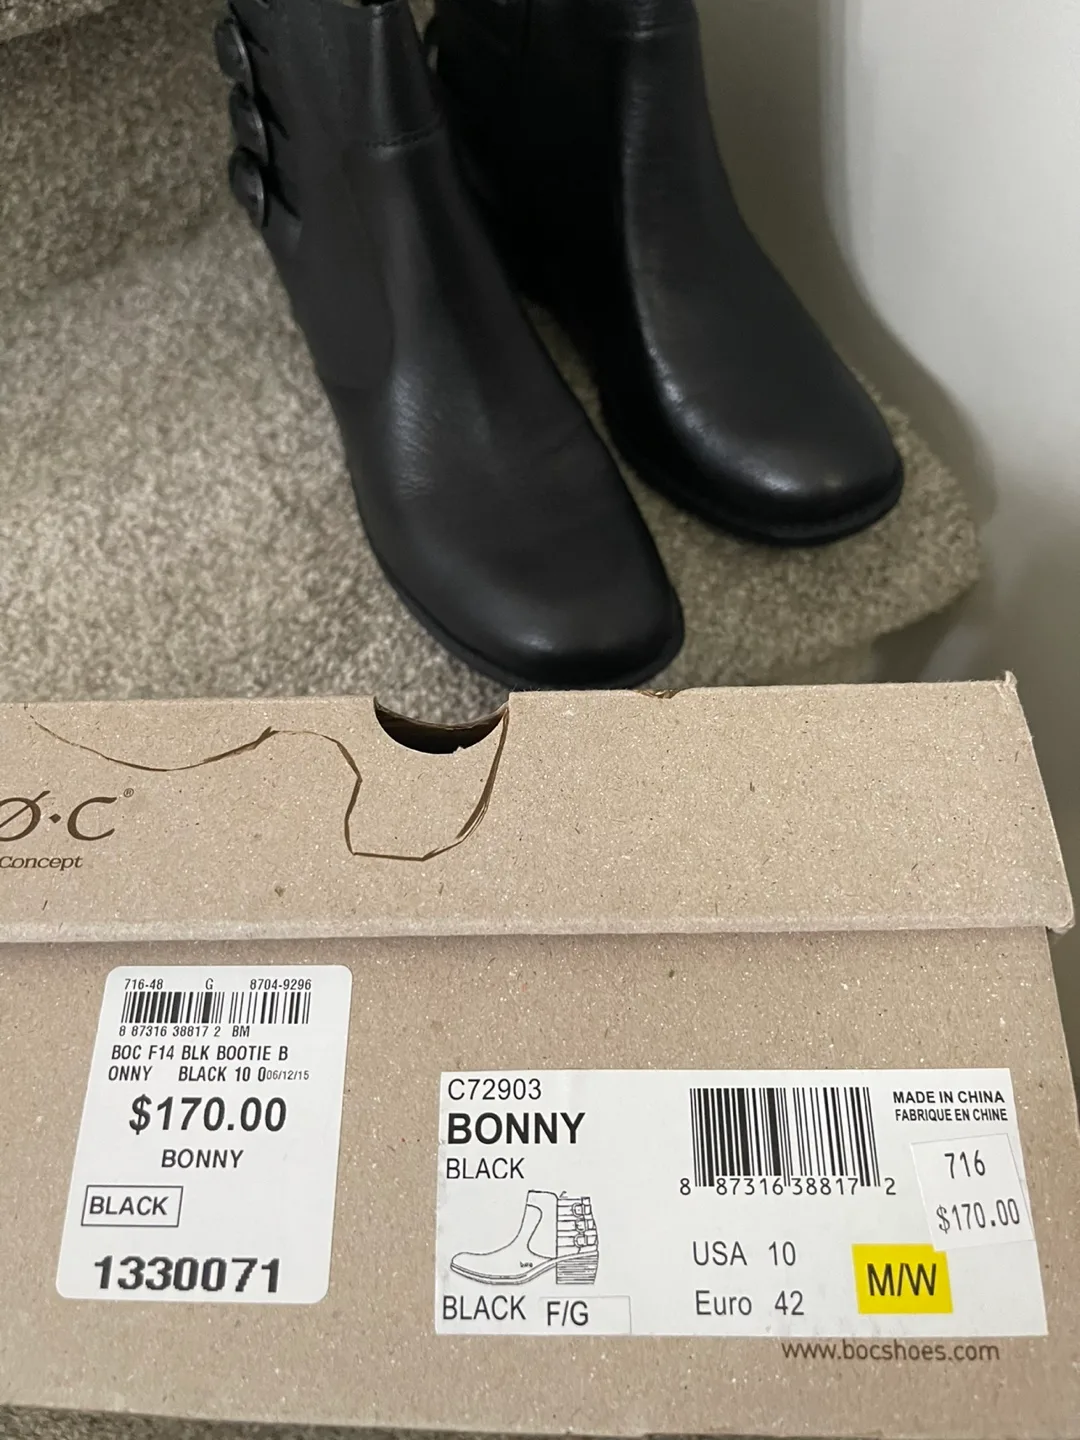 Ø·C®
Concept
716-48 G 8704-9296
8 87316 38817 2 BM
BOC F14 BLK BOOTIE B
ONNY BLACK 10 006/12/15
$170.00
BONNY
BLACK
1330071
C72903
BONNY
BLACK
BLACK F/G
8 87316 38817 2
USA 10
Euro 42
MADE IN CHINA
FABRIQUE EN CHINE
716
$170.00
M/W
www.bocshoes.com